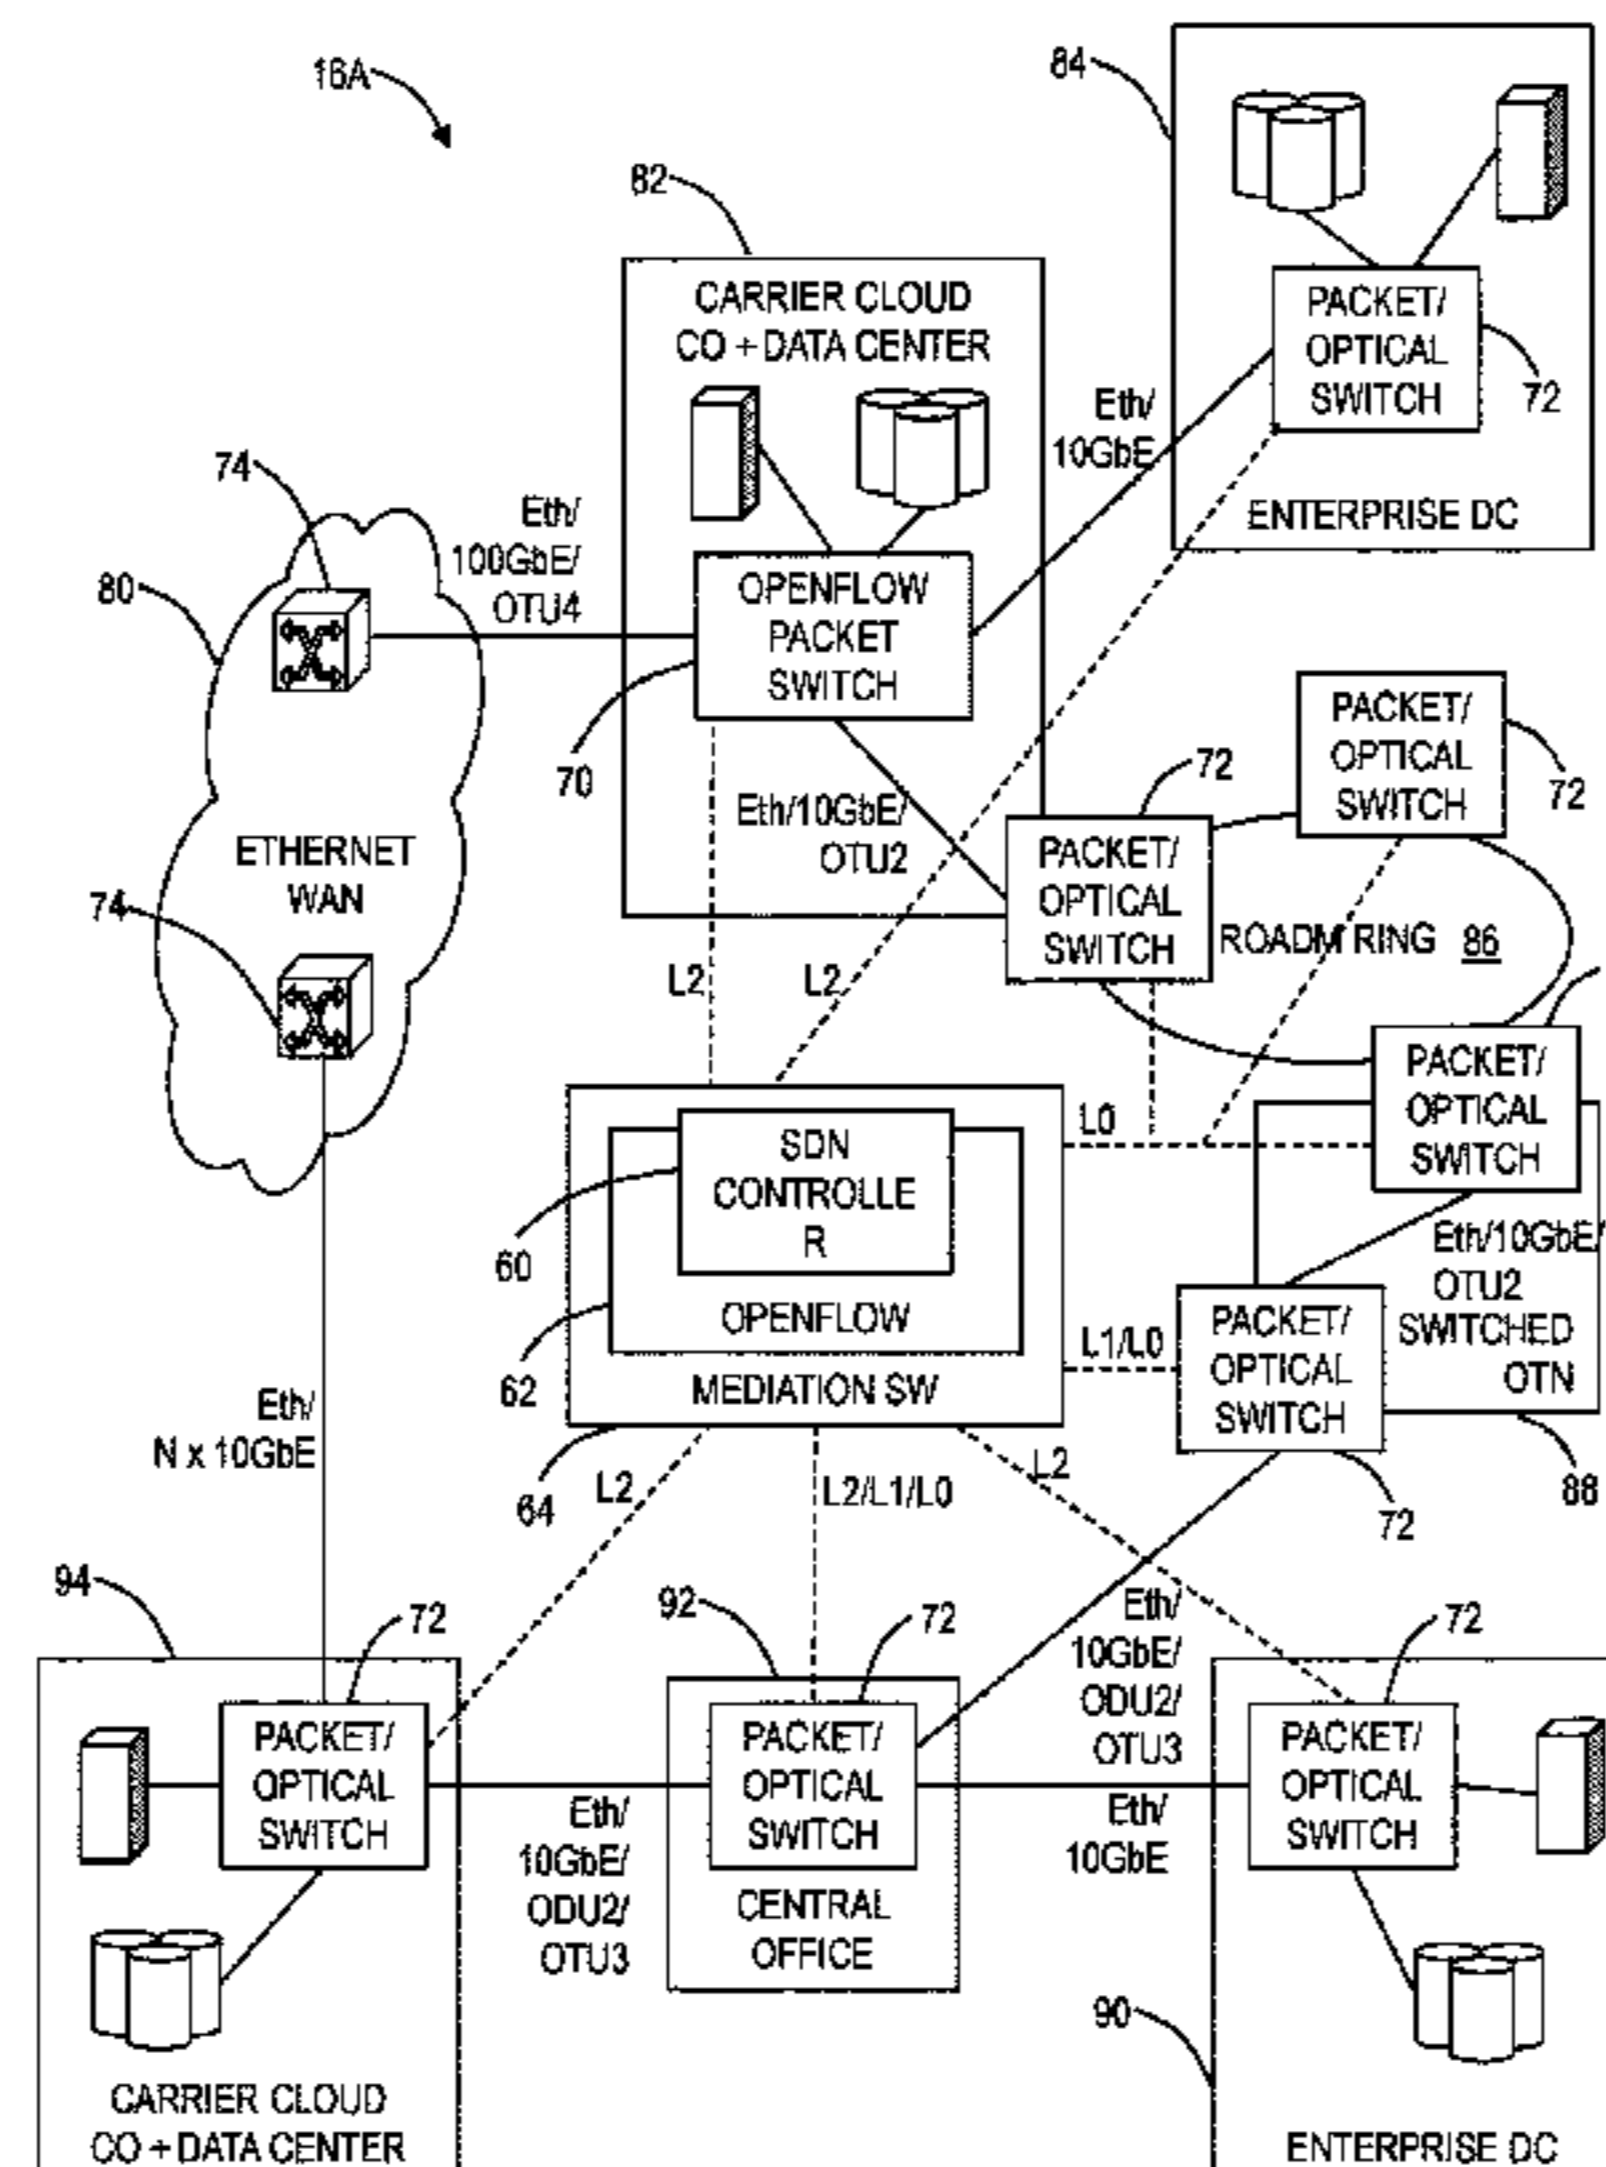 16A
84
82
CARRIER CLOUD
CO + DATA CENTER
PACKET/
OPTICAL
SWITCH
72
Eth/
10GbE
ENTERPRISE DC
74
Eth/
100GbE/
OTU4
80
OPENFLOW
PACKET
SWITCH
70
PACKET/
OPTICAL
SWITCH
72
72
Eth/10GbE/
OTU2
ETHERNET
WAN
74
PACKET/
OPTICAL
SWITCH
ROADM RING 86
L2
L2
PACKET/
OPTICAL
SWITCH
L0
SDN
CONTROLLE
R
60
OPENFLOW
62
MEDIATION SW
64
Eth/10GbE/
OTU2
SWITCHED
OTN
L1/L0
PACKET/
OPTICAL
SWITCH
72
88
Eth/
N x 10GbE
L2
L2/L1/L0
L2
94
72
92
72
Eth/
10GbE/
ODU2/
OTU3
72
PACKET/
OPTICAL
SWITCH
PACKET/
OPTICAL
SWITCH
PACKET/
OPTICAL
SWITCH
Eth/
10GbE/
ODU2/
OTU3
Eth/
10GbE
CENTRAL
OFFICE
90
CARRIER CLOUD
CO + DATA CENTER
ENTERPRISE DC